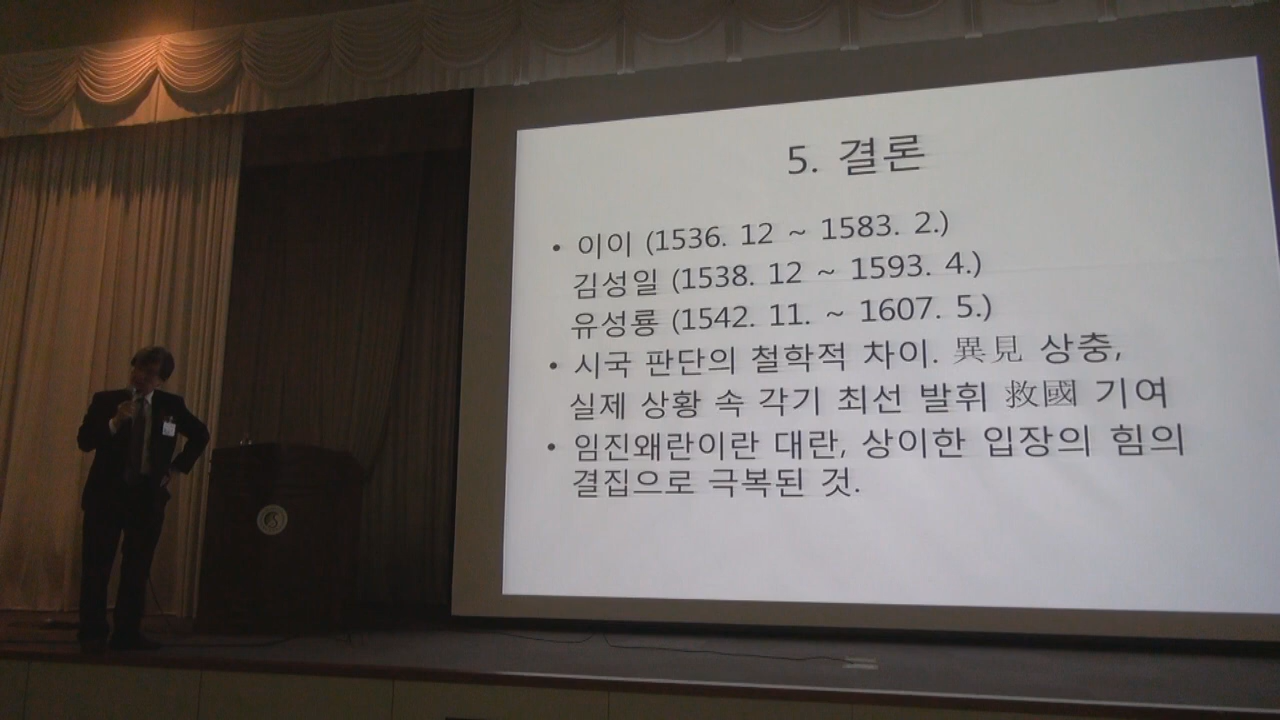 5. 결론
• 이이 (1536. 12 ~ 1583. 2.)
김성일 (1538. 12 ~ 1593. 4.)
유성룡 (1542. 11. ~ 1607. 5.)
• 시국 판단의 철학적 차이. 異見 상충,
실제 상황 속 각기 최선 발휘 救國 기여
• 임진왜란이란 대란, 상이한 입장의 힘의
결집으로 극복된 것.